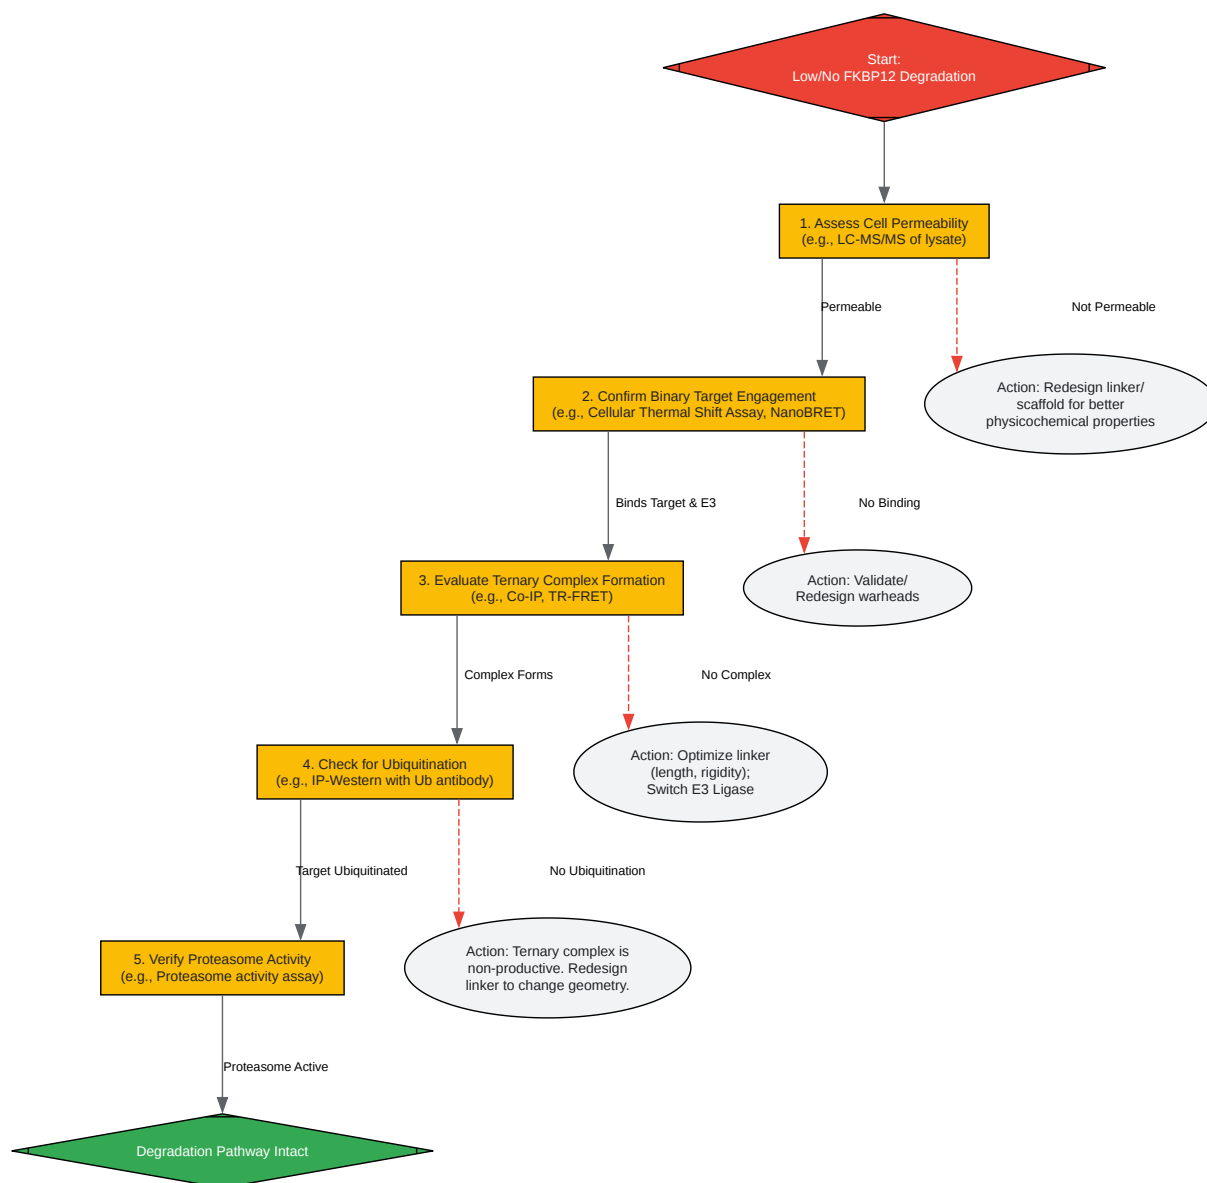 Start:
Low/No FKBP12 Degradation
1. Assess Cell Permeability
(e.g., LC-MS/MS of lysate)
Permeable
Not Permeable
2. Confirm Binary Target Engagement
(e.g., Cellular Thermal Shift Assay, NanoBRET)
Action: Redesign linker/
scaffold for better
physicochemical properties
Binds Target & E3
No Binding
3. Evaluate Ternary Complex Formation
(e.g., Co-IP, TR-FRET)
Action: Validate/
Redesign warheads
Complex Forms
No Complex
4. Check for Ubiquitination
(e.g., IP-Western with Ub antibody)
Action: Optimize linker
(length, rigidity);
Switch E3 Ligase
Target Ubiquitinated
No Ubiquitination
5. Verify Proteasome Activity
(e.g., Proteasome activity assay)
Action: Ternary complex is
non-productive. Redesign
linker to change geometry.
Proteasome Active
Degradation Pathway Intact